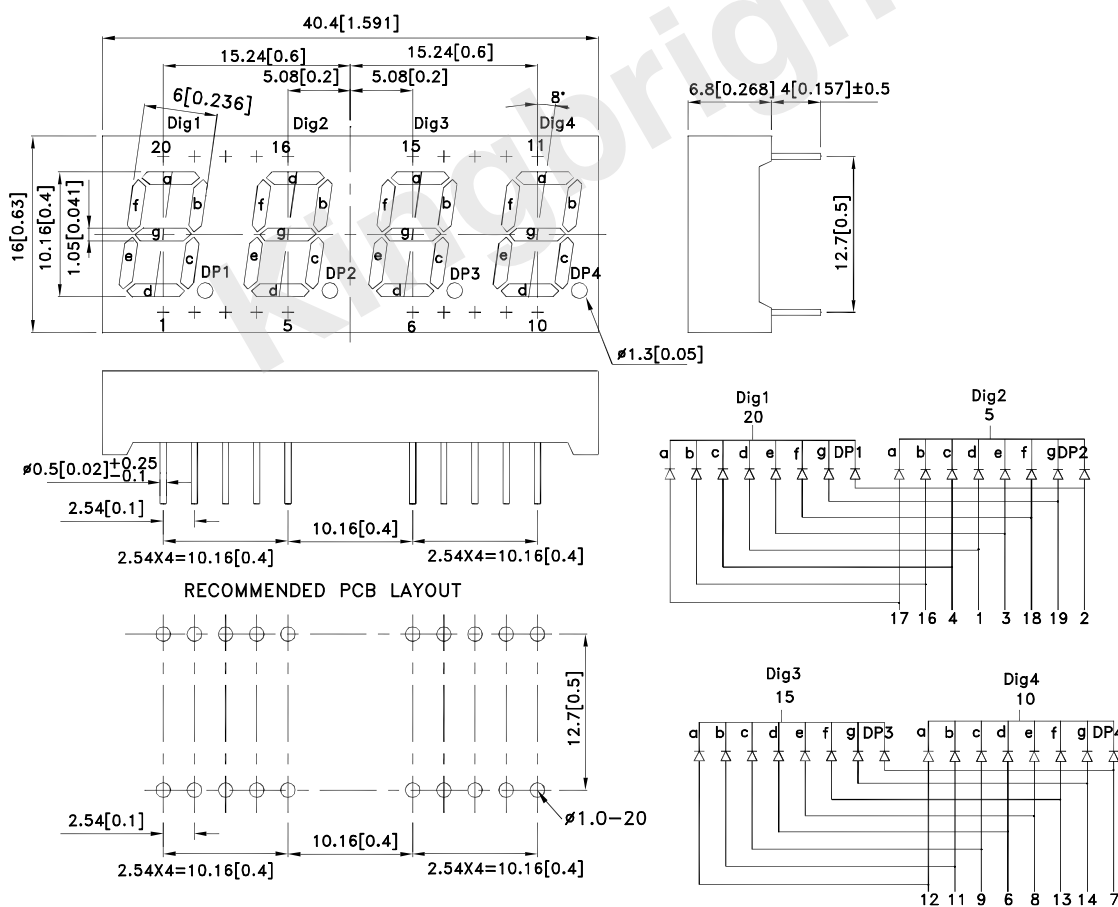 Kingbright
40.4[1.591]
15.24[0.6] 15.24[0.6]
5.08[0.2] 5.08[0.2]
6[0.236] 8°
Dig1 Dig2 Dig3 Dig4
20 16 15 11
16[0.63]
10.16[0.4]
1.05[0.041]
a d a a
f b f b f b f b
g g g g
e c e c e c e c
d d d d
DP1 DP2 DP3 DP4
1 5 6 10
ø1.3[0.05]
6.8[0.268] 4[0.157]±0.5
12.7[0.5]
ø0.5[0.02]+0.25 -0.1
2.54[0.1]
10.16[0.4]
2.54X4=10.16[0.4] 2.54X4=10.16[0.4]
RECOMMENDED PCB LAYOUT
12.7[0.5]
ø1.0-20
2.54[0.1]
10.16[0.4]
2.54X4=10.16[0.4] 2.54X4=10.16[0.4]
Dig1 Dig2
20 5
a b c d e f g DP1 a b c d e f g DP2
17 16 4 1 3 18 19 2
Dig3 Dig4
15 10
a b c d e f g DP3 a b c d e f g DP4
12 11 9 6 8 13 14 7